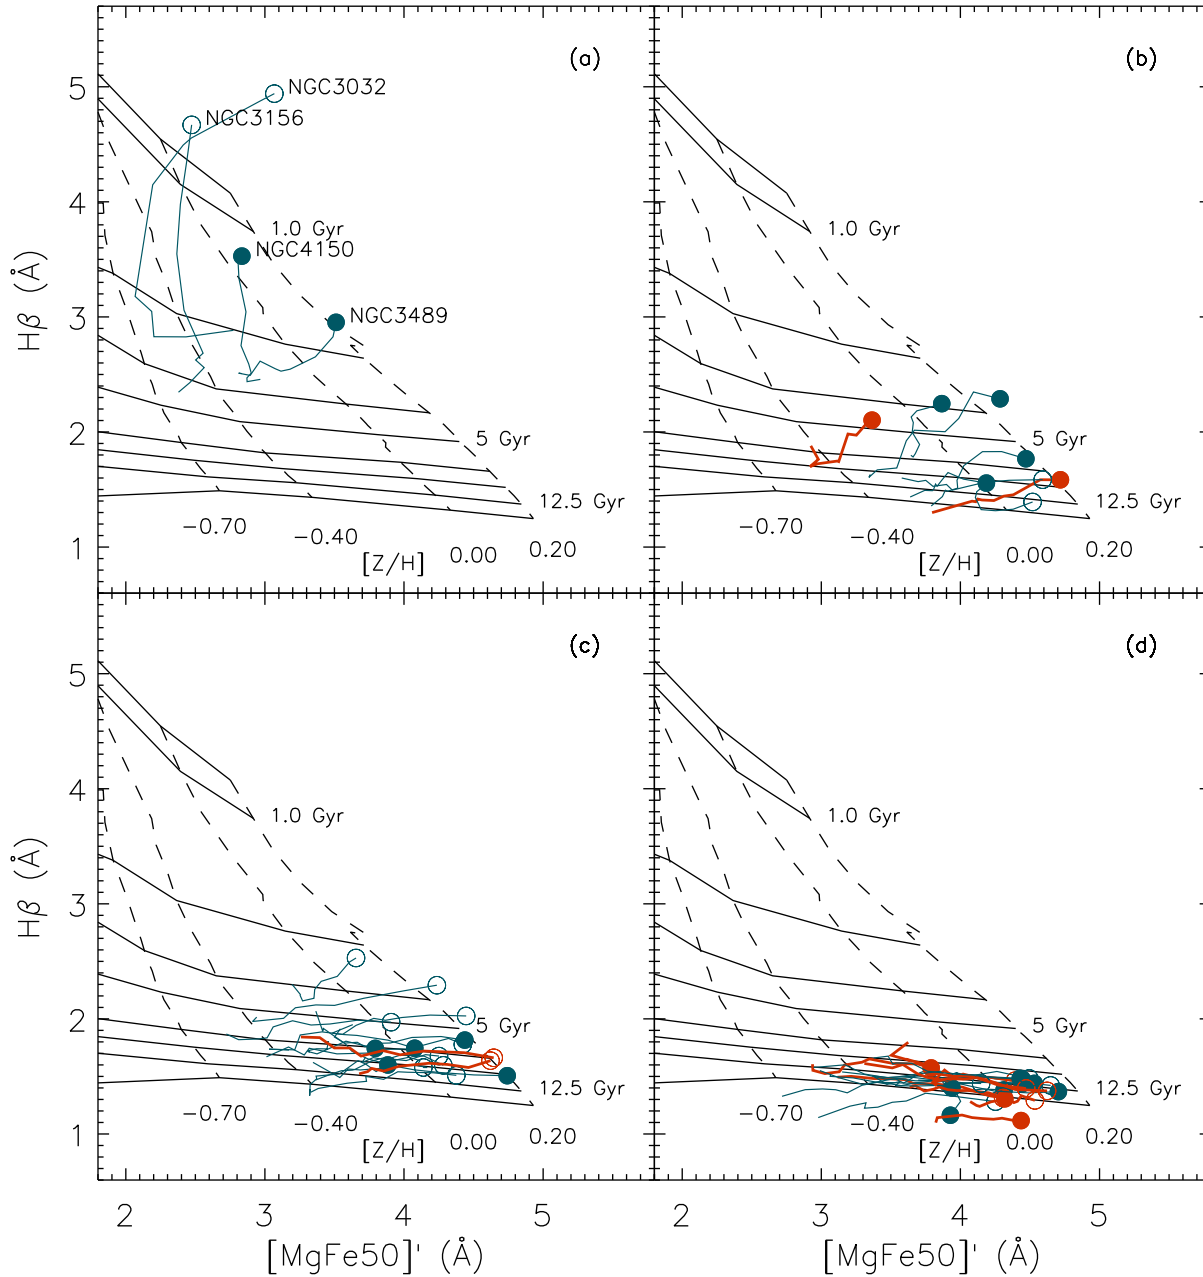 (a)
5
NGC3032
NGC3156
4
1.0 Gyr
NGC4150
3
NGC3489
2
5 Gyr
12.5 Gyr
−0.70
−0.40
0.00
0.20
[Z/H]
1
Hβ (Å)
(b)
1.0 Gyr
5 Gyr
12.5 Gyr
−0.70
−0.40
0.00
0.20
[Z/H]
(c)
5
4
1.0 Gyr
3
2
5 Gyr
12.5 Gyr
−0.70
−0.40
0.00
0.20
[Z/H]
1
Hβ (Å)
2 3 4 5
[MgFe50]' (Å)
(d)
1.0 Gyr
5 Gyr
12.5 Gyr
−0.70
−0.40
0.00
0.20
[Z/H]
2 3 4 5
[MgFe50]' (Å)